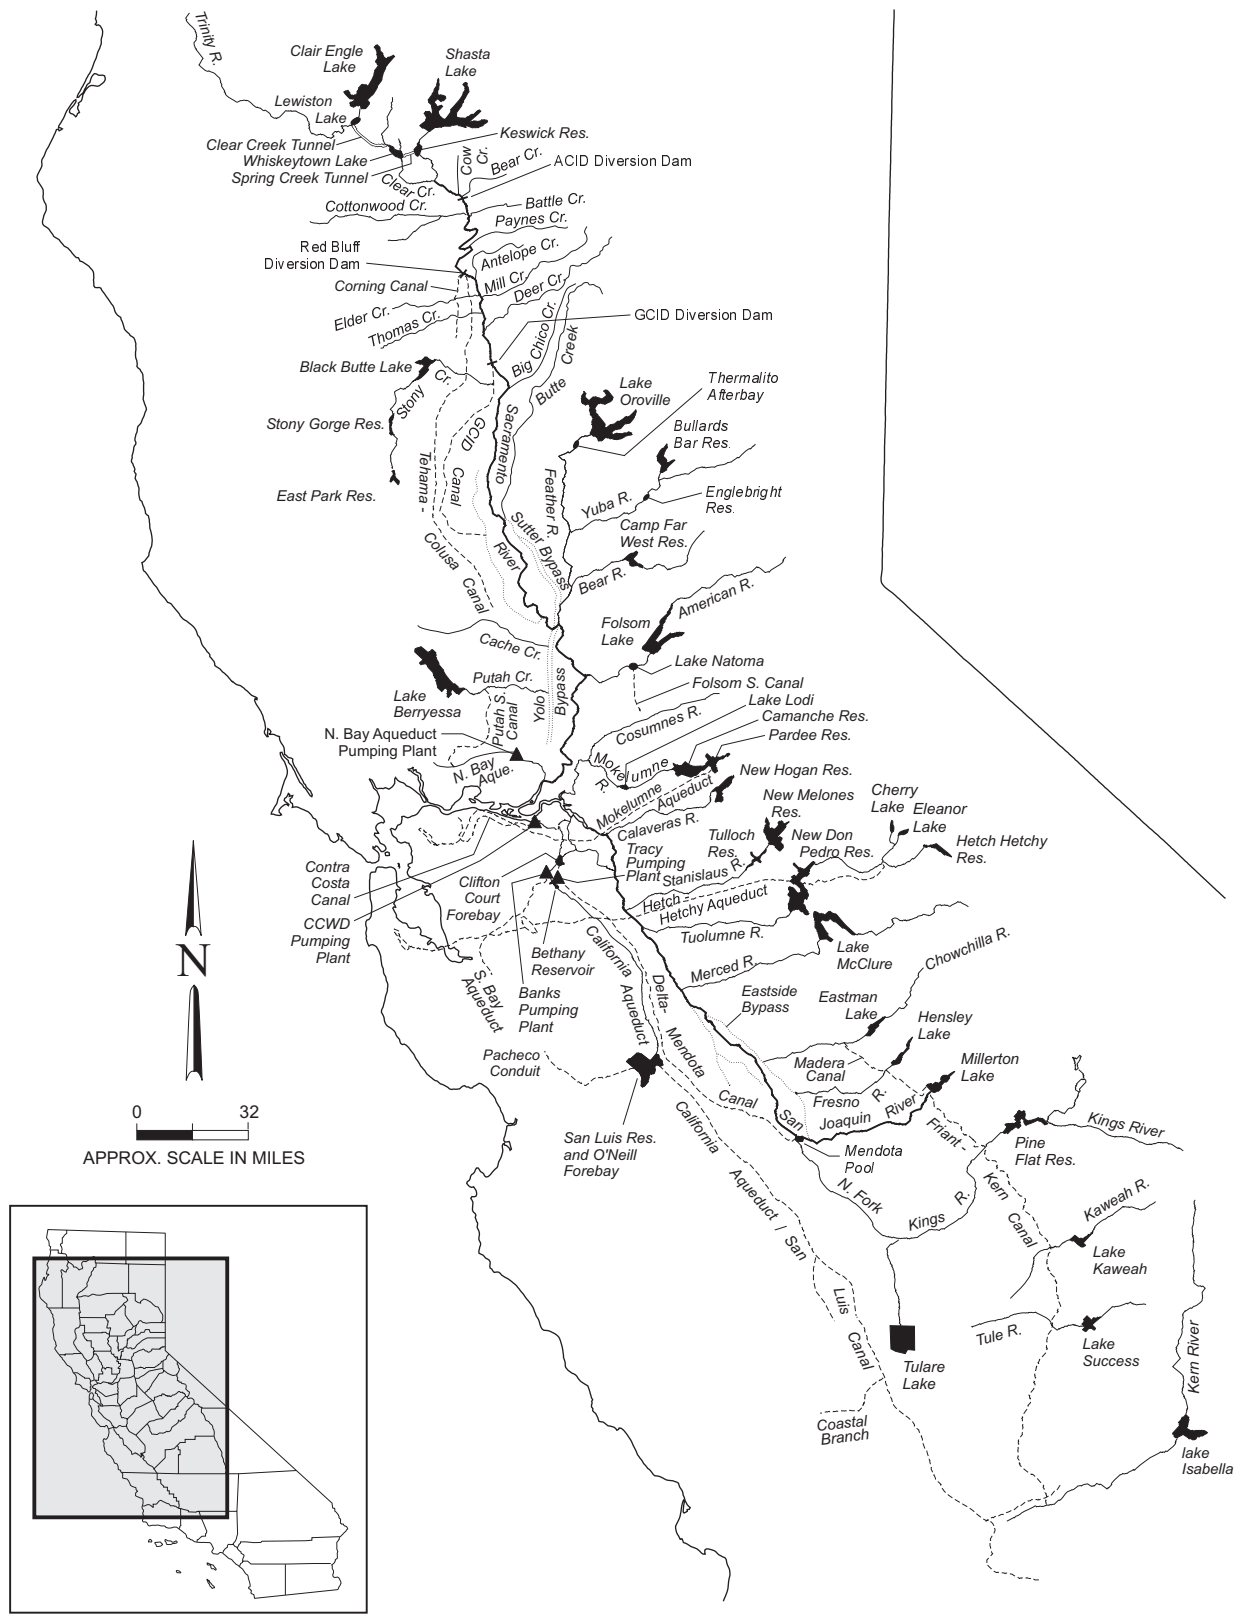 Trinity R.
Clair Engle
Lake
Shasta
Lake
Lewiston
Lake
Clear Creek Tunnel
Whiskeytown Lake
Spring Creek Tunnel
Keswick Res.
Cow
Cr.
Bear Cr.
ACID Diversion Dam
Clear Cr.
Cottonwood Cr.
Battle Cr.
Paynes Cr.
Red Bluff
Diversion Dam
Antelope Cr.
Corning Canal
Mill Cr.
Deer Cr.
Elder Cr.
Thomas Cr.
GCID Diversion Dam
Big Chico Cr.
Butte Creek
Black Butte Lake
Stony Cr.
Stony Gorge Res.
East Park Res.
Lake
Oroville
Thermalito
Afterbay
Bullards
Bar Res.
GCID Canal
Sacramento River
Tehama-Colusa Canal
Feather R.
Sutter Bypass
Yuba R.
Englebright
Res.
Camp Far
West Res.
Bear R.
American R.
Folsom
Lake
Cache Cr.
Lake Natoma
Folsom S. Canal
Putah Cr.
Lake
Berryessa
Putah S.
Canal
Yolo Bypass
Lake Lodi
Cosumnes R.
Camanche Res.
Pardee Res.
N. Bay Aqueduct
Pumping Plant
N. Bay
Aque.
Mokelumne R.
New Hogan Res.
Mokelumne Aqueduct
Calaveras R.
New Melones
Res.
Cherry
Lake
Eleanor
Lake
Tulloch
Res.
New Don
Pedro Res.
Hetch Hetchy
Res.
Contra
Costa
Canal
CCWD
Pumping
Plant
Clifton
Court
Forebay
Tracy
Pumping
Plant
Stanislaus R.
Hetch-
Hetchy Aqueduct
Tuolumne R.
Bethany
Reservoir
Banks
Pumping
Plant
S. Bay
Aqueduct
California Aqueduct
Delta-Mendota Canal
Lake
McClure
Merced R.
Chowchilla R.
Eastside
Bypass
Eastman
Lake
Hensley
Lake
Pacheco
Conduit
Madera
Canal
Millerton
Lake
Fresno R.
San Joaquin River
San Luis Res.
and O'Neill
Forebay
Mendota
Pool
Friant Kern Canal
Pine
Flat Res.
Kings River
N. Fork Kings R.
California Aqueduct / San Luis Canal
Kaweah R.
Lake
Kaweah
Tule R.
Lake
Success
Tulare
Lake
Kern River
Coastal
Branch
lake
Isabella
N
0 32
APPROX. SCALE IN MILES